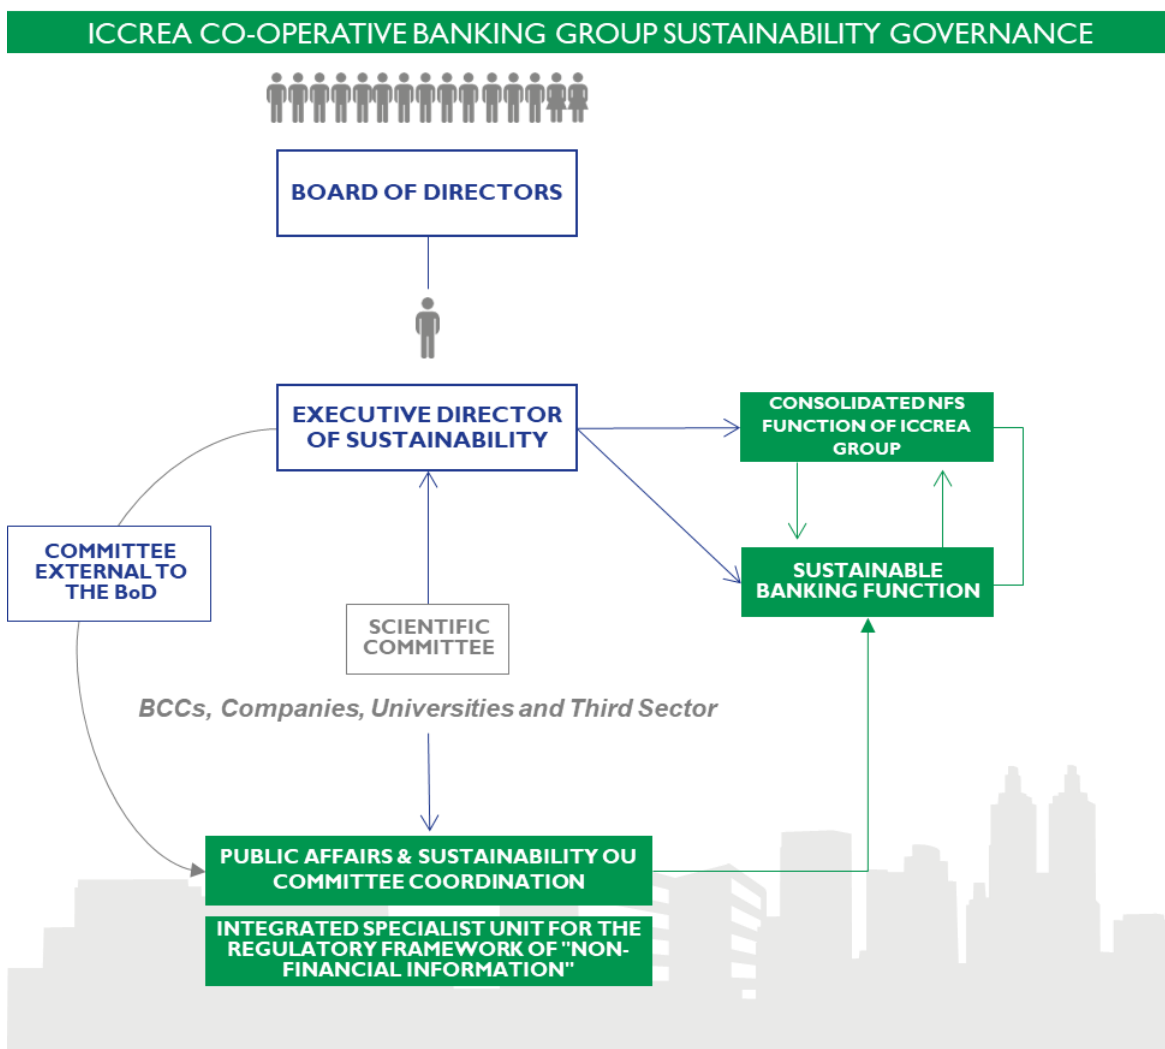 ICCREA CO-OPERATIVE BANKING GROUP SUSTAINABILITY GOVERNANCE
BOARD OF DIRECTORS
EXECUTIVE DIRECTOR
OF SUSTAINABILITY
CONSOLIDATED NFS
FUNCTION OF ICCREA
GROUP
COMMITTEE
EXTERNAL TO
THE BoD
SUSTAINABLE
BANKING FUNCTION
SCIENTIFIC
COMMITTEE
BCCs, Companies, Universities and Third Sector
PUBLIC AFFAIRS & SUSTAINABILITY OU
COMMITTEE COORDINATION
INTEGRATED SPECIALIST UNIT FOR THE
REGULATORY FRAMEWORK OF "NON-
FINANCIAL INFORMATION"